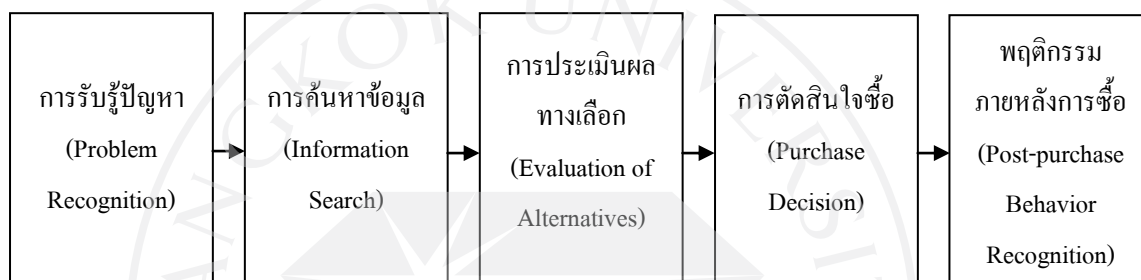 การรับรู้ปัญหา
(Problem
Recognition)
การค้นหาข้อมูล
(Information
Search)
การประเมินผล
ทางเลือก
(Evaluation of
Alternatives)
การตัดสินใจซื้อ
(Purchase
Decision)
พฤติกรรม
ภายหลังการซื้อ
(Post-purchase
Behavior
Recognition)
ANGKOK UNIVERSIT